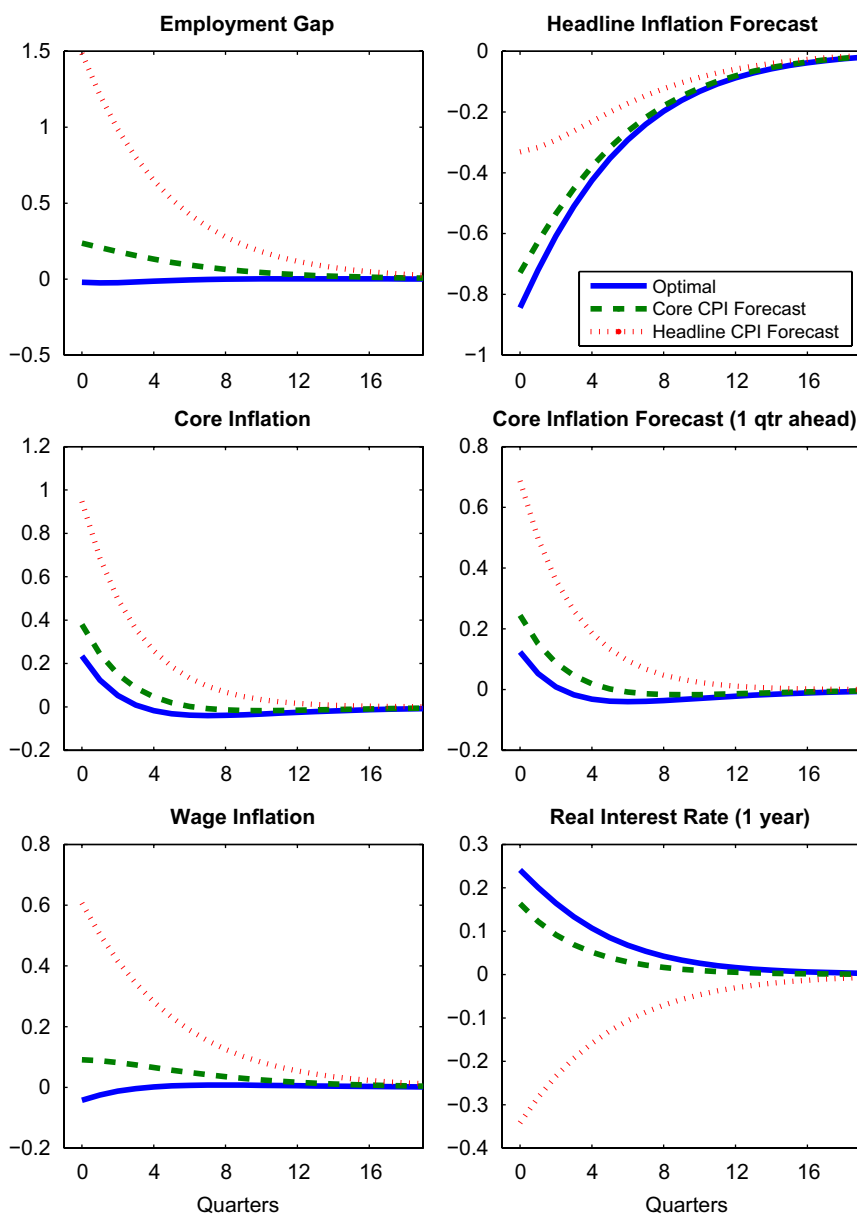 Employment Gap
1.5
1
0.5
0
−0.5
0 4 8 12 16
Headline Inflation Forecast
0
−0.2
−0.4
−0.6
−0.8
−1
Optimal
Core CPI Forecast
Headline CPI Forecast
0 4 8 12 16
Core Inflation
1.2
1
0.8
0.6
0.4
0.2
0
−0.2
0 4 8 12 16
Core Inflation Forecast (1 qtr ahead)
0.8
0.6
0.4
0.2
0
−0.2
0 4 8 12 16
Wage Inflation
0.8
0.6
0.4
0.2
0
−0.2
0 4 8 12 16
Quarters
Real Interest Rate (1 year)
0.3
0.2
0.1
0
−0.1
−0.2
−0.3
−0.4
0 4 8 12 16
Quarters